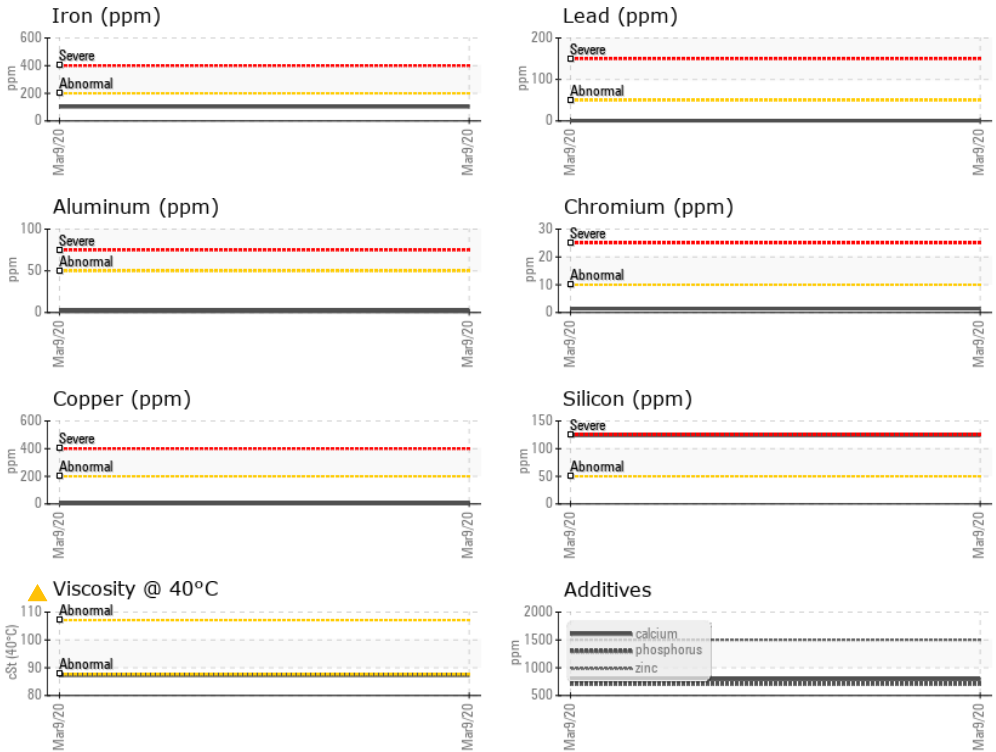 Iron (ppm)
600
400
200
0
ppm
Severe
Abnormal
Mar9/20
Mar9/20
Lead (ppm)
200
100
0
ppm
Severe
Abnormal
Mar9/20
Mar9/20
Aluminum (ppm)
100
50
0
ppm
Severe
Abnormal
Mar9/20
Mar9/20
Chromium (ppm)
30
20
10
0
ppm
Severe
Abnormal
Mar9/20
Mar9/20
Copper (ppm)
600
400
200
0
ppm
Severe
Abnormal
Mar9/20
Mar9/20
Silicon (ppm)
150
100
50
0
ppm
Severe
Abnormal
Mar9/20
Mar9/20
Viscosity @ 40°C
110
100
90
80
cSt (40°C)
Abnormal
Abnormal
Mar9/20
Mar9/20
Additives
2000
1500
1000
500
ppm
calcium
phosphorus
zinc
Mar9/20
Mar9/20